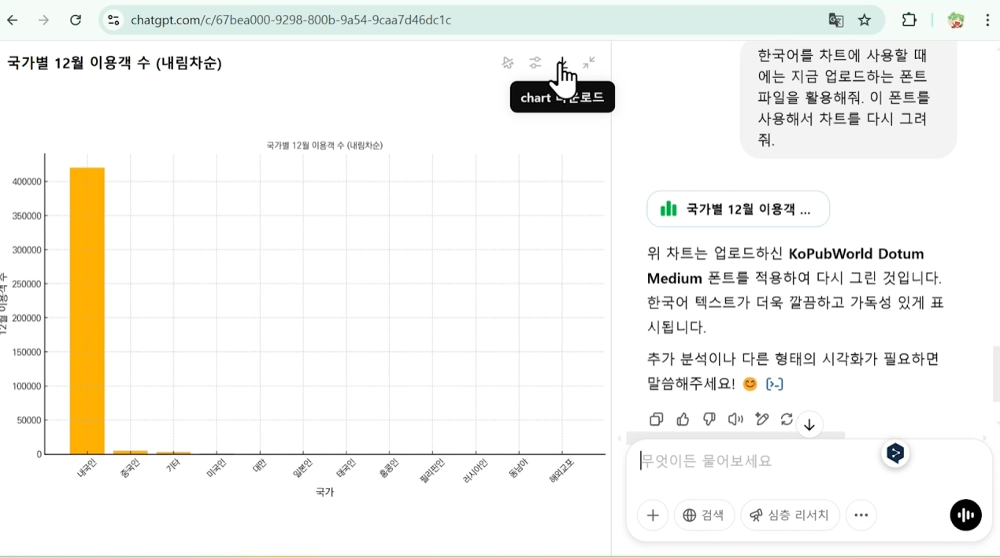 chatgpt.com/c/67bea000-9298-800b-9a54-9caa7d46dc1c
국가별 12월 이용객 수 (내림차순)
chart 다운로드
국가별 12월 이용객 수 (내림차순)
12월 이용객 수
400000
350000
300000
250000
200000
150000
100000
50000
0
내국인 중국인 기타 미국인 대만 일본인 태국인 홍콩인 필리핀인 러시아인 동남아 해외교포
국가
한국어를 차트에 사용할 때
에는 지금 업로드하는 폰트
파일을 활용해줘. 이 폰트를
사용해서 차트를 다시 그려
줘.
국가별 12월 이용객 ...
위 차트는 업로드하신 KoPubWorld Dotum
Medium 폰트를 적용하여 다시 그린 것입니다.
한국어 텍스트가 더욱 깔끔하고 가독성 있게 표
시됩니다.
추가 분석이나 다른 형태의 시각화가 필요하면
말씀해주세요! 😊 [>-]
무엇이든 물어보세요
검색
심층 리서치